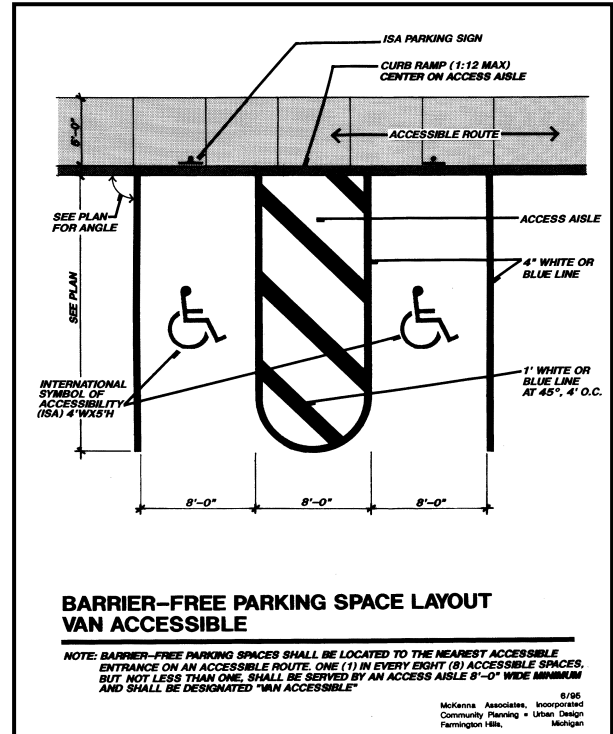 ISA PARKING SIGN
CURB RAMP (1:12 MAX)
CENTER ON ACCESS AISLE
5'-0"
ACCESSIBLE ROUTE
SEE PLAN
FOR ANGLE
ACCESS AISLE
4" WHITE OR
BLUE LINE
SEE PLAN
INTERNATIONAL
SYMBOL OF
ACCESSIBILITY
(ISA) 4'WX5'H
1' WHITE OR
BLUE LINE
AT 45°, 4' O.C.
8'-0"
8'-0"
8'-0"
BARRIER-FREE PARKING SPACE LAYOUT
VAN ACCESSIBLE
NOTE: BARRIER-FREE PARKING SPACES SHALL BE LOCATED TO THE NEAREST ACCESSIBLE
ENTRANCE ON AN ACCESSIBLE ROUTE. ONE (1) IN EVERY EIGHT (8) ACCESSIBLE SPACES,
BUT NOT LESS THAN ONE, SHALL BE SERVED BY AN ACCESS AISLE 8'-0" WIDE MINIMUM
AND SHALL BE DESIGNATED "VAN ACCESSIBLE"
6/95
McKenna Associates, Incorporated
Community Planning • Urban Design
Farmington Hills, Michigan